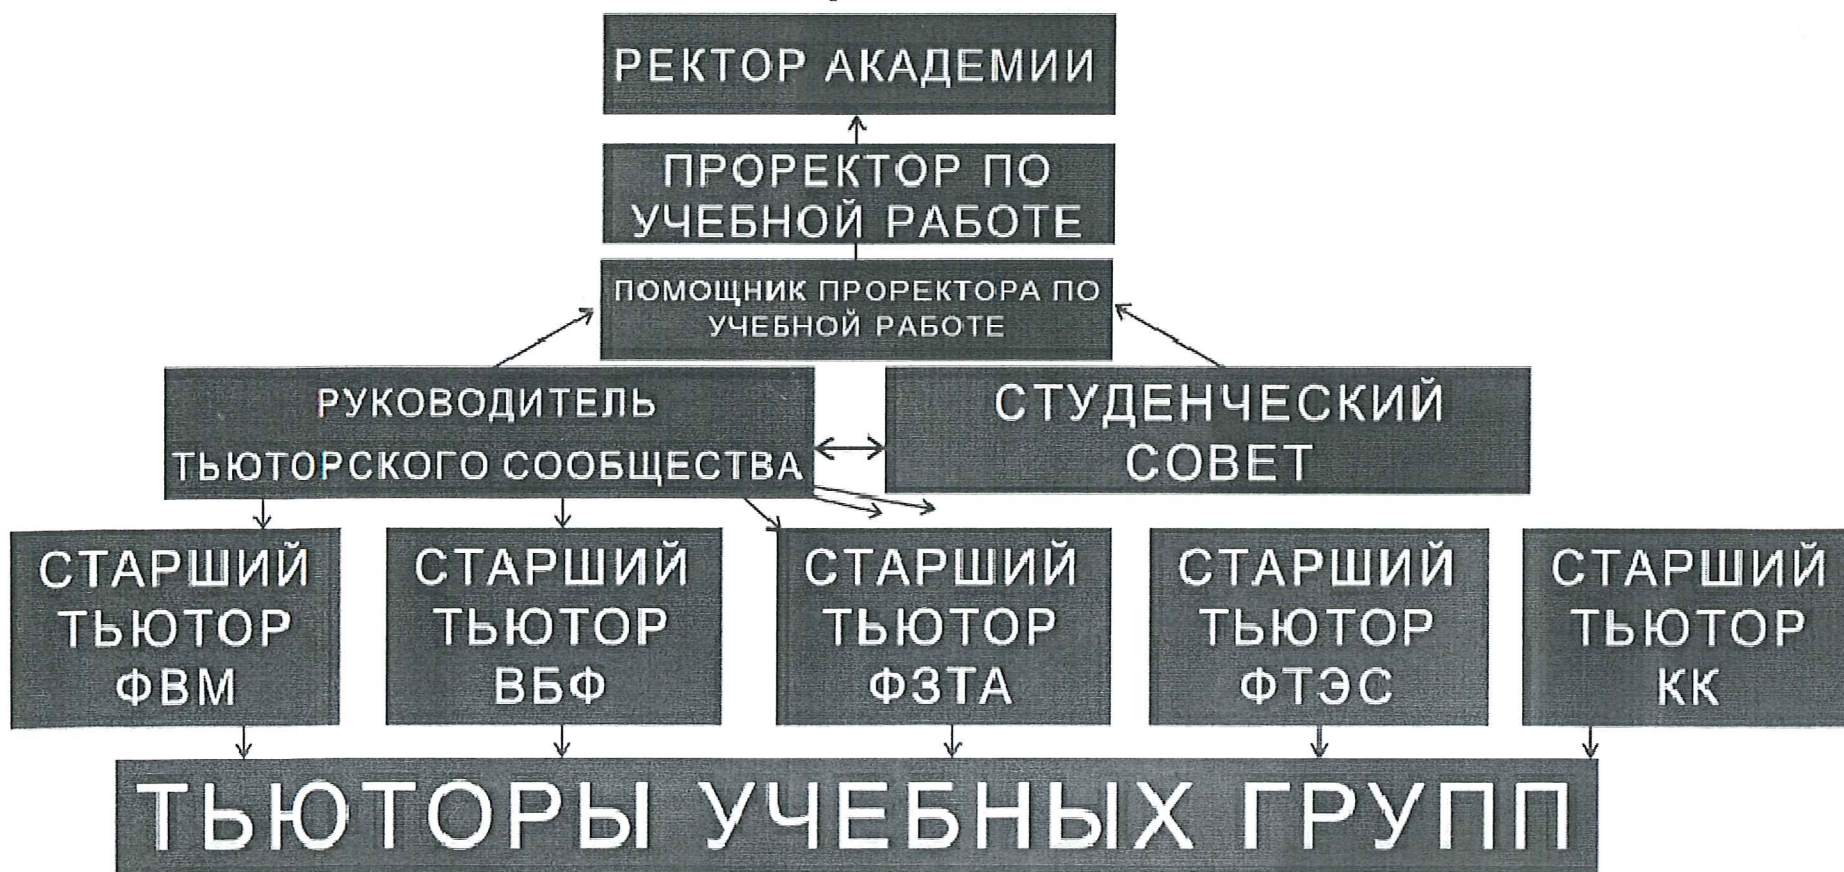 РЕКТОР АКАДЕМИИ
ПРОРЕКТОР ПО
УЧЕБНОЙ РАБОТЕ
ПОМОЩНИК ПРОРЕКТОРА ПО
УЧЕБНОЙ РАБОТЕ
РУКОВОДИТЕЛЬ
ТЬЮТОРСКОГО СООБЩЕСТВА
СТУДЕНЧЕСКИЙ
СОВЕТ
СТАРШИЙ
ТЬЮТОР
ФВМ
СТАРШИЙ
ТЬЮТОР
ВБФ
СТАРШИЙ
ТЬЮТОР
ФЗТА
СТАРШИЙ
ТЬЮТОР
ФТЭС
СТАРШИЙ
ТЬЮТОР
КК
ТЬЮТОРЫ УЧЕБНЫХ ГРУПП